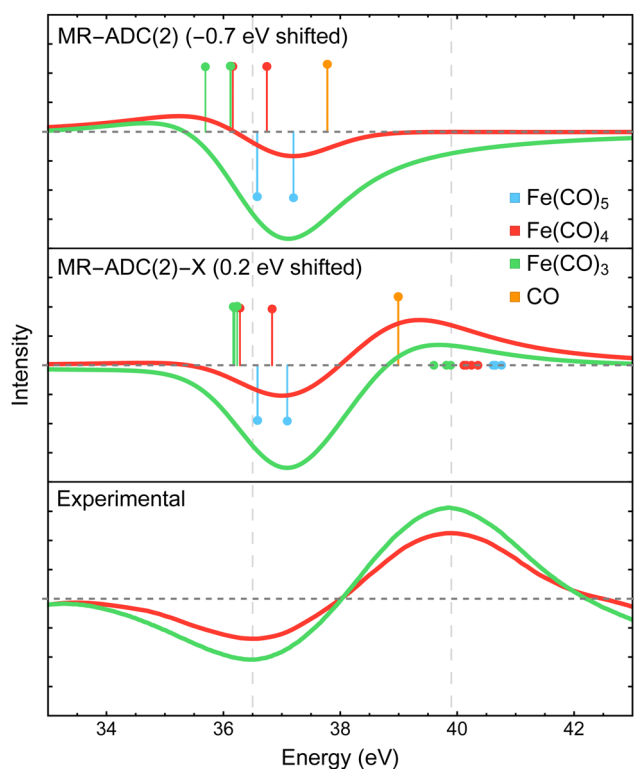 MR-ADC(2) (-0.7 eV shifted)
Fe(CO)₅
Fe(CO)₄
Fe(CO)₃
CO
MR-ADC(2)-X (0.2 eV shifted)
Intensity
Experimental
34 36 38 40 42
Energy (eV)